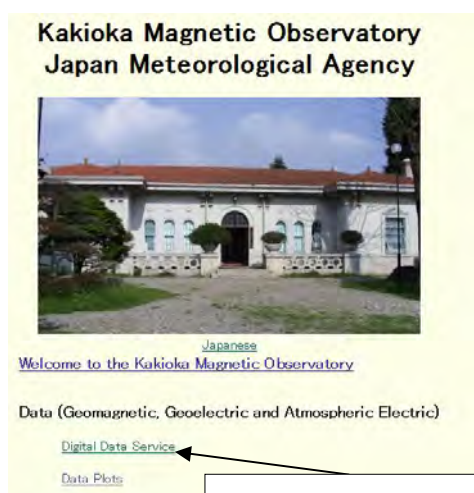 Kakioka Magnetic Observatory
Japan Meteorological Agency
Japanese
Welcome to the Kakioka Magnetic Observatory
Data (Geomagnetic, Geoelectric and Atmospheric Electric)
Digital Data Service
Data Plots